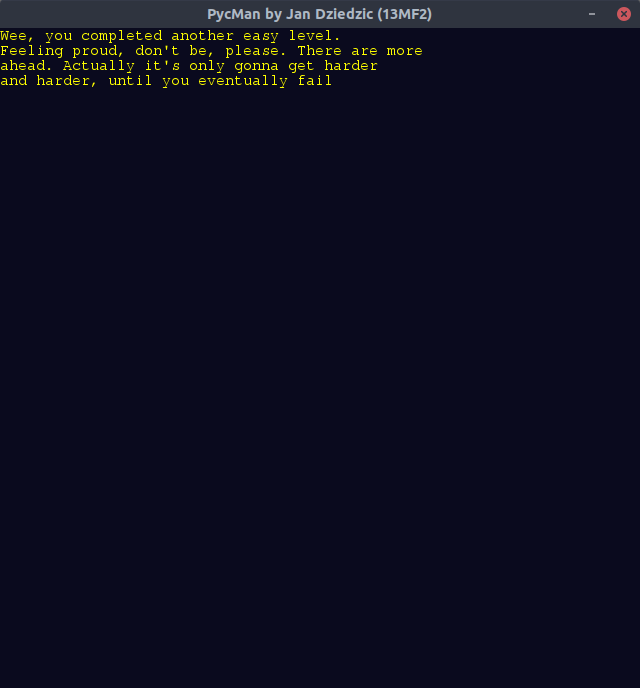 PycMan by Jan Dziedzic (13MF2)
Wee, you completed another easy level.
Feeling proud, don't be, please. There are more
ahead. Actually it's only gonna get harder
and harder, until you eventually fail